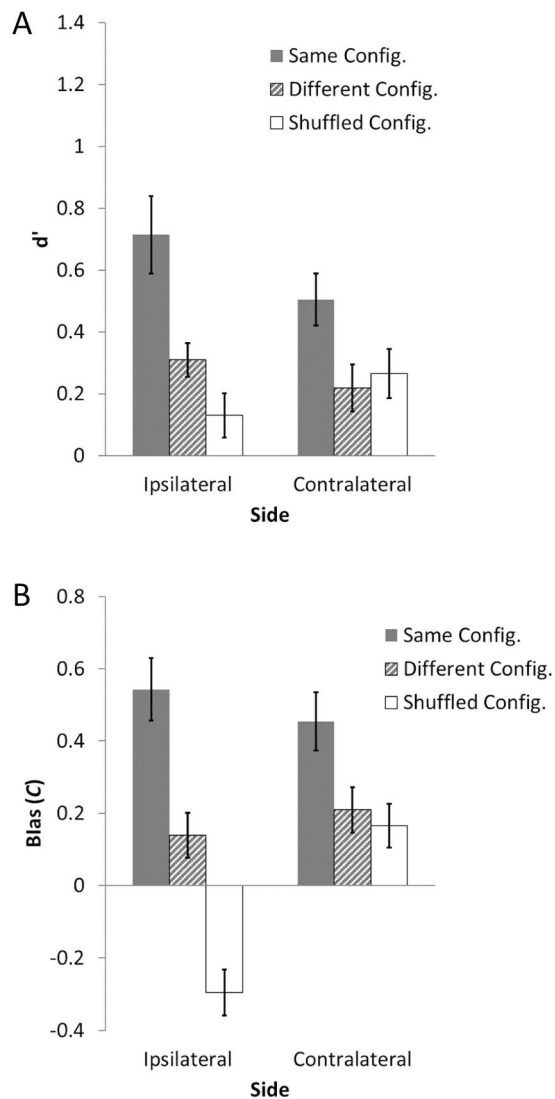 A
1.4
1.2
1
0.8
0.6
0.4
0.2
0
d'
Same Config.
Different Config.
Shuffled Config.
Ipsilateral Contralateral
Side
B
0.8
0.6
0.4
0.2
0
-0.2
-0.4
BIas (C)
Same Config.
Different Config.
Shuffled Config.
Ipsilateral Contralateral
Side